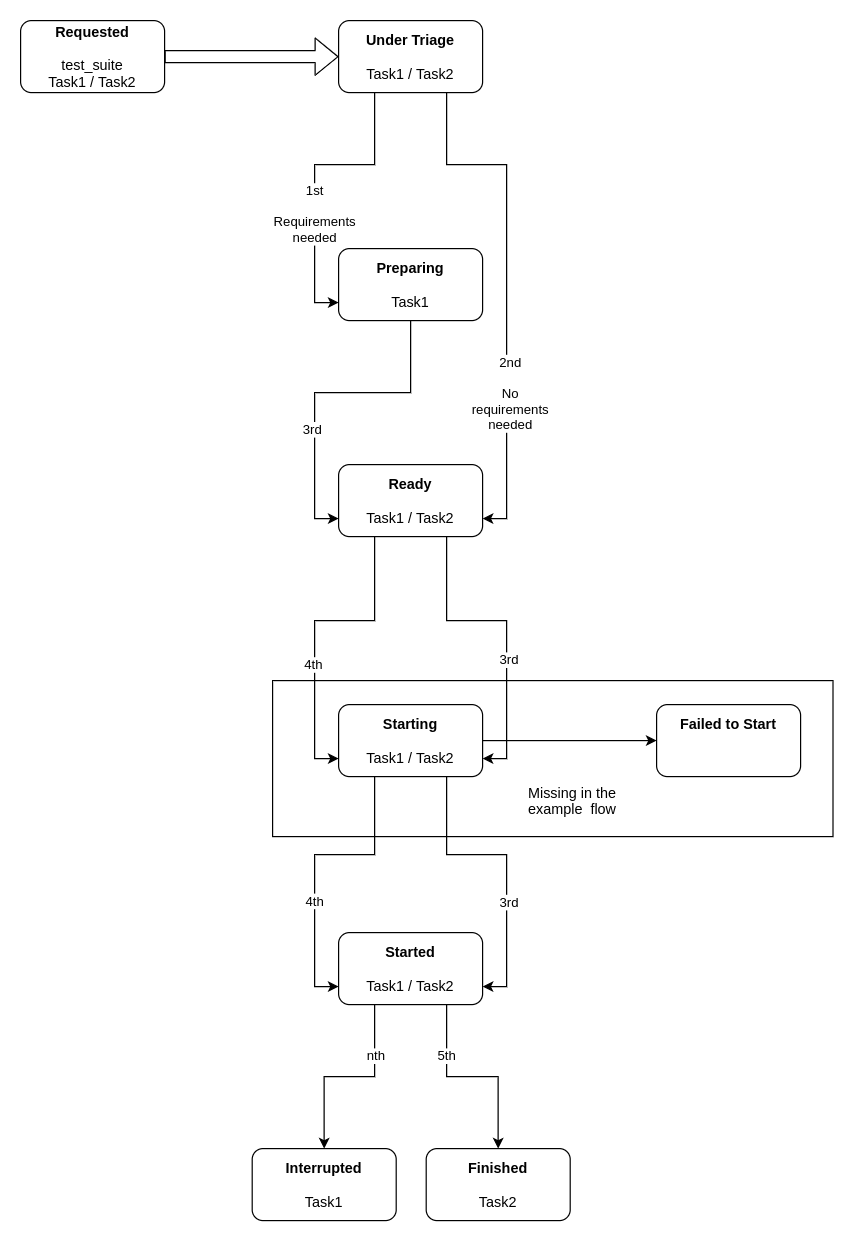 Requested
test_suite
Task1 / Task2
Under Triage
Task1 / Task2
1st
Requirements
needed
Preparing
Task1
2nd
No
requirements
needed
3rd
Ready
Task1 / Task2
4th
3rd
Starting
Task1 / Task2
Failed to Start
Missing in the
example  flow
4th
3rd
Started
Task1 / Task2
nth
5th
Interrupted
Task1
Finished
Task2